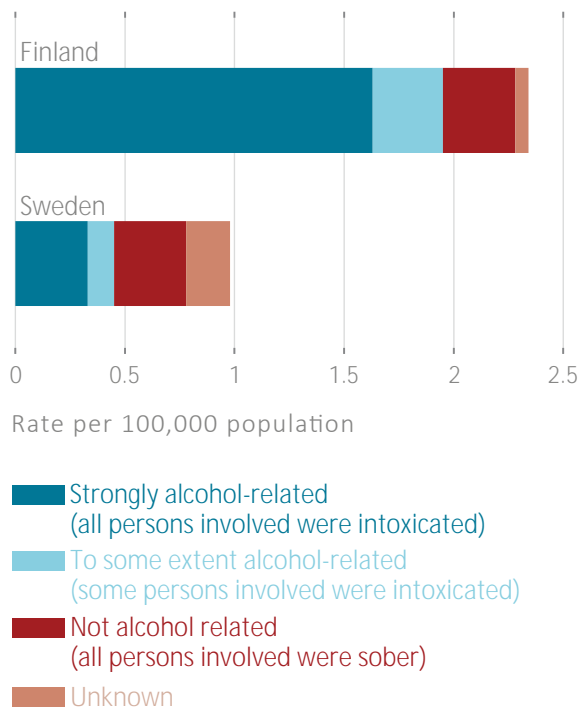 Finland
Sweden
0 0.5 1 1.5 2 2.5
Rate per 100,000 population
Strongly alcohol-related
(all persons involved were intoxicated)
To some extent alcohol-related
(some persons involved were intoxicated)
Not alcohol related
(all persons involved were sober)
Unknown